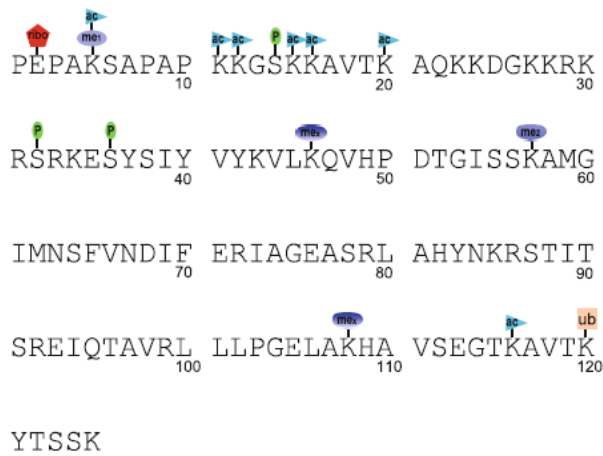 ac
ribo me₁ ac ac P ac ac ac
PEPAKSAPAP KKGSKKAVTK AQKKDGKKRK
10 20 30
P P meₓ me₂
RSRKESYSIY VYKVLKQVHP DTGISSKAMG
40 50 60
IMNSFVNDIF ERIAGEASRL AHYNKRSTIT
70 80 90
meₓ ac ub
SREIQTAVRL LLPGELAKHA VSEGTKAVTK
100 110 120
YTSSK